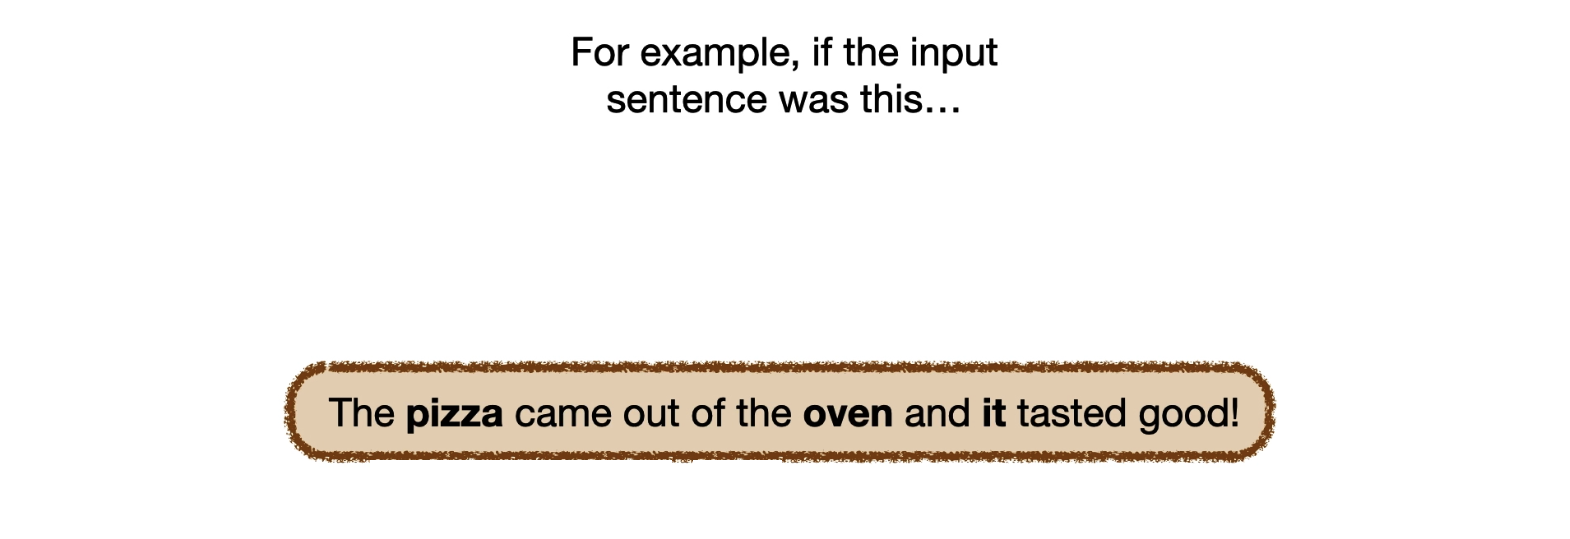 For example, if the input
sentence was this…
The pizza came out of the oven and it tasted good!